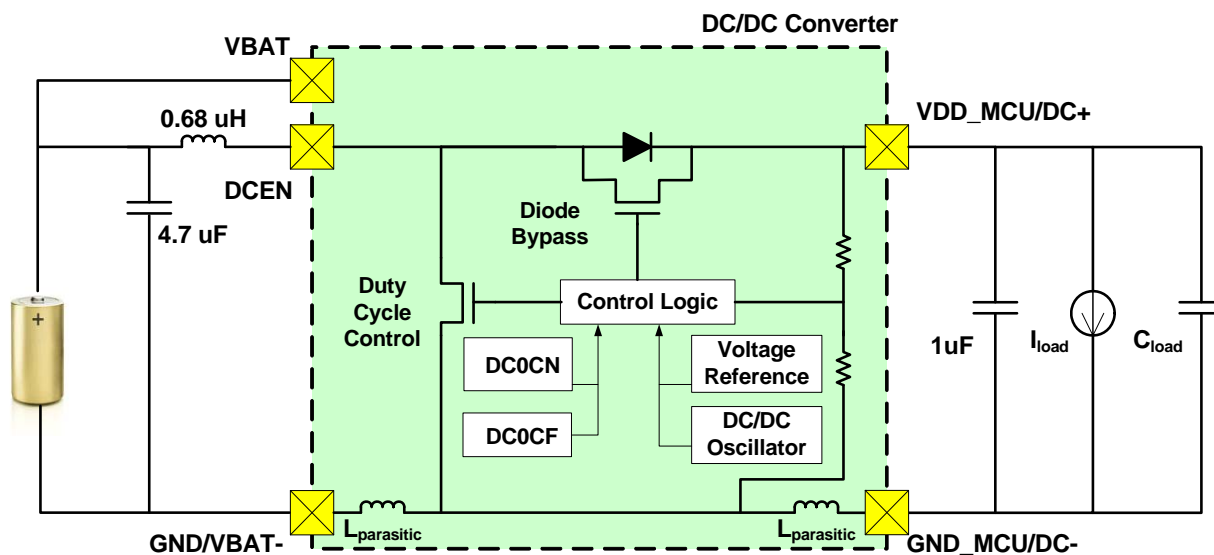 DC/DC Converter
VBAT
0.68 uH
VDD_MCU/DC+
DCEN
4.7 uF
Diode
Bypass
Duty
Cycle
Control
Control Logic
+
1uF
Iload
Cload
DC0CN
Voltage
Reference
DC0CF
DC/DC
Oscillator
Lparasitic
Lparasitic
GND/VBAT-
GND_MCU/DC-